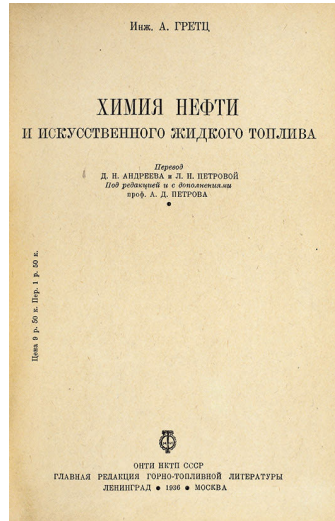 Инж. А. ГРЕТЦ
ХИМИЯ НЕФТИ
И ИСКУССТВЕННОГО ЖИДКОГО ТОПЛИВА
Перевод
Д. Н. АНДРЕЕВА и Л. Н. ПЕТРОВОЙ
Под редакцией и с дополнениями
проф. А. Д. ПЕТРОВА
Цена 9 р. 50 к. Пер. 1 р. 50 к.
ОНТИ НКТП СССР
ГЛАВНАЯ РЕДАКЦИЯ ГОРНО-ТОПЛИВНОЙ ЛИТЕРАТУРЫ
ЛЕНИНГРАД ● 1936 ● МОСКВА